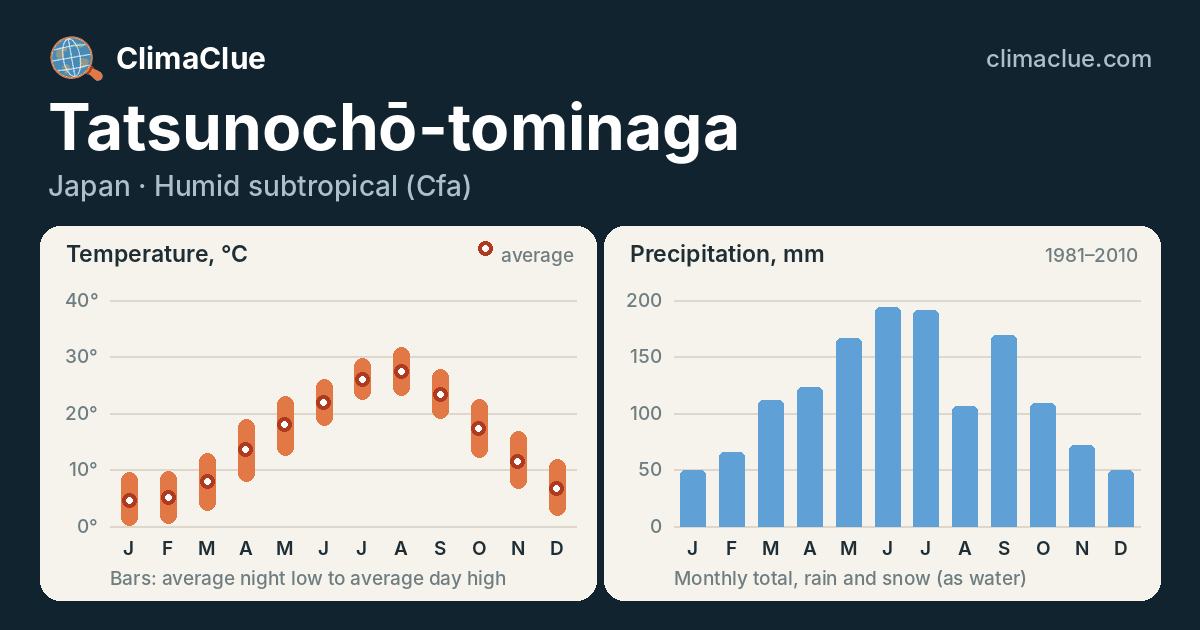 ClimaClue
climaclue.com
Tatsunochō-tominaga
Japan · Humid subtropical (Cfa)
Temperature, °C
average
40°
30°
20°
10°
0°
J F M A M J J A S O N D
Bars: average night low to average day high
Precipitation, mm
1981–2010
200
150
100
50
0
J F M A M J J A S O N D
Monthly total, rain and snow (as water)